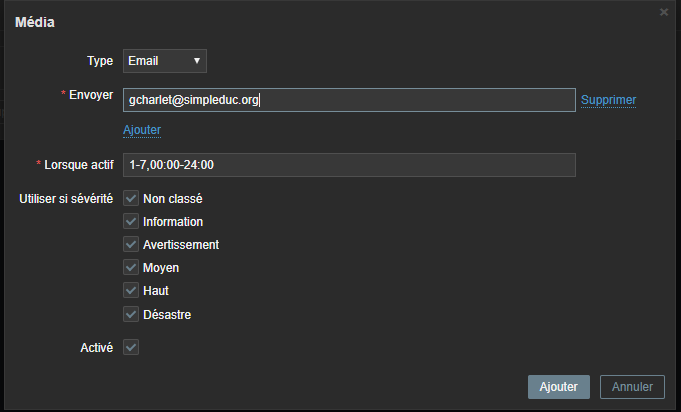 Média
Type Email
* Envoyer gcharlet@simpleduc.org Supprimer
Ajouter
* Lorsque actif 1-7,00:00-24:00
Utiliser si sévérité Non classé
Information
Avertissement
Moyen
Haut
Désastre
Activé
Ajouter Annuler